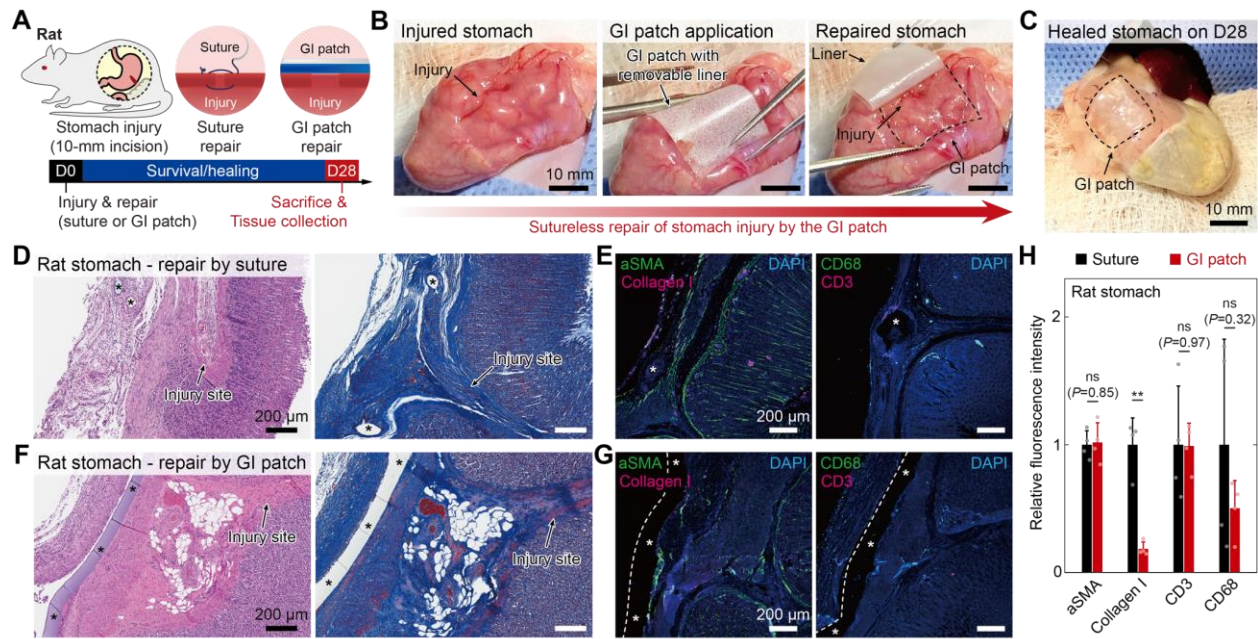 A
Rat
Suture
Injury
GI patch
Injury
Stomach injury
(10-mm incision)
Suture
repair
GI patch
repair
D0
Survival/healing
D28
Injury & repair
(suture or GI patch)
Sacrifice &
Tissue collection
B
Injured stomach
Injury
10 mm
GI patch application
GI patch with
removable liner
Repaired stomach
Liner
Injury
GI patch
Sutureless repair of stomach injury by the GI patch
C
Healed stomach on D28
GI patch
10 mm
D
Rat stomach - repair by suture
*
*
Injury site
200 µm
*
Injury site
*
E
aSMA
DAPI
Collagen I
*
200 µm
CD68
DAPI
CD3
*
F
Rat stomach - repair by GI patch
*
*
Injury site
*
200 µm
*
*
Injury site
*
G
aSMA
*
DAPI
Collagen I
*
*
200 µm
CD68
DAPI
CD3
*
*
*
H
Suture
GI patch
Rat stomach
Relative fluorescence intensity
2
1
0
ns
(P=0.85)
**
ns
(P=0.97)
ns
(P=0.32)
aSMA
Collagen I
CD3
CD68